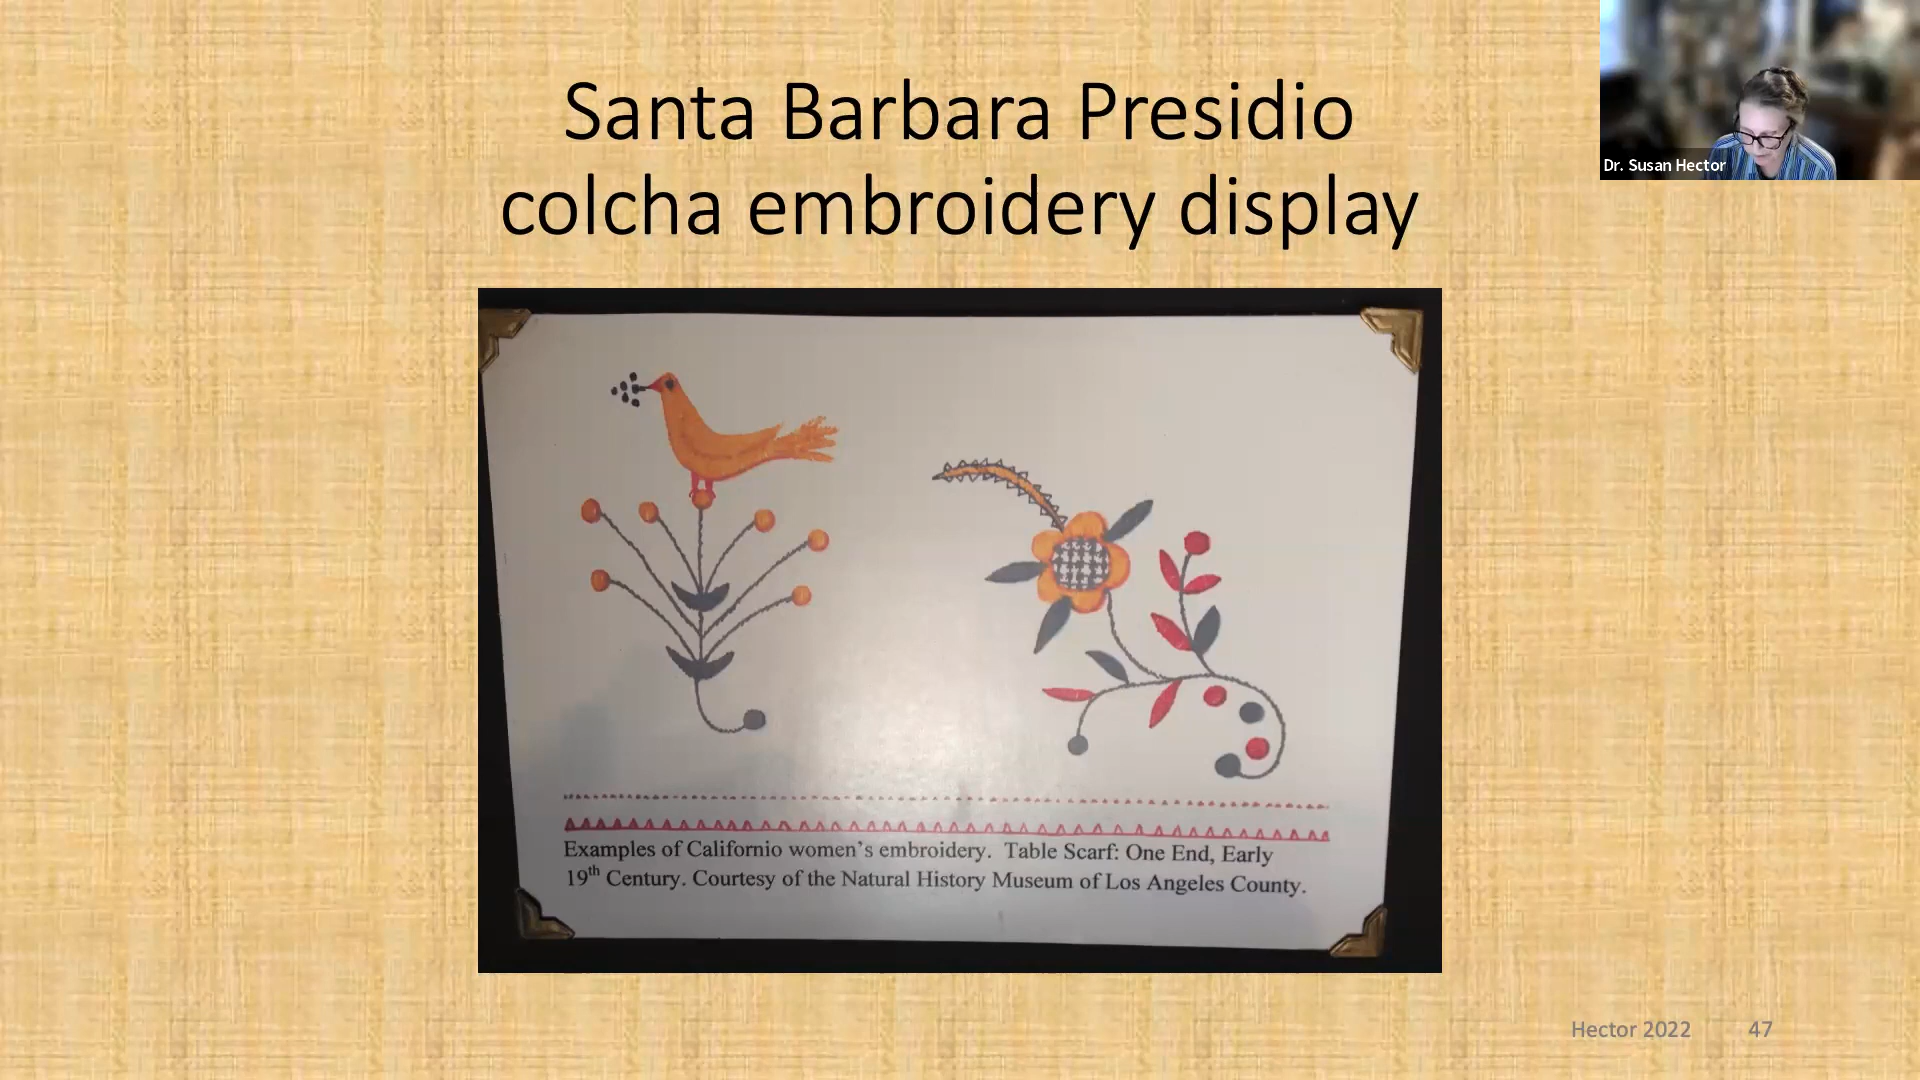 Santa Barbara Presidio
colcha embroidery display
Dr. Susan Hector
Examples of Californio women's embroidery. Table Scarf: One End, Early
19th Century. Courtesy of the Natural History Museum of Los Angeles County.
Hector 2022 47